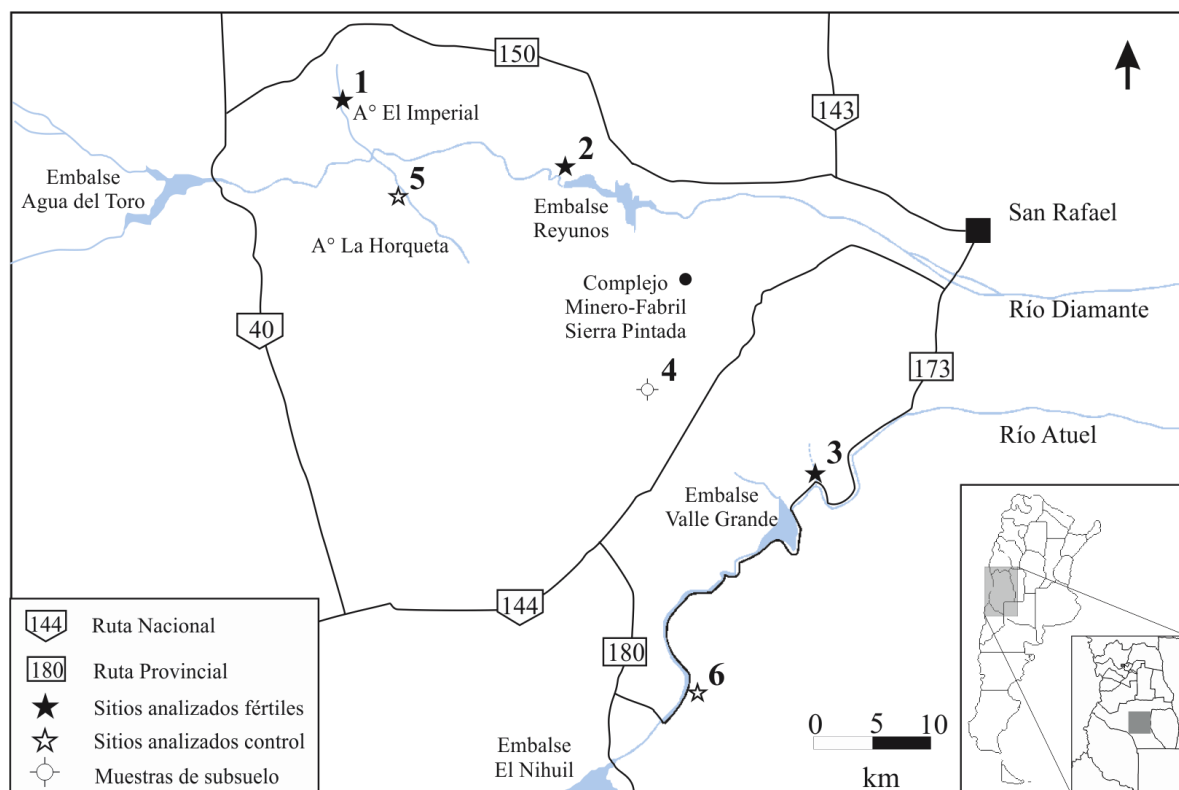 150
143
1
A° El Imperial
2
5
Embalse
Agua del Toro
Embalse
Reyunos
San Rafael
A° La Horqueta
Complejo
Minero-Fabril
Sierra Pintada
Río Diamante
40
4
173
Río Atuel
3
Embalse
Valle Grande
144
180
6
Embalse
El Nihuil
144 Ruta Nacional
180 Ruta Provincial
Sitios analizados fértiles
Sitios analizados control
Muestras de subsuelo
0 5 10
km